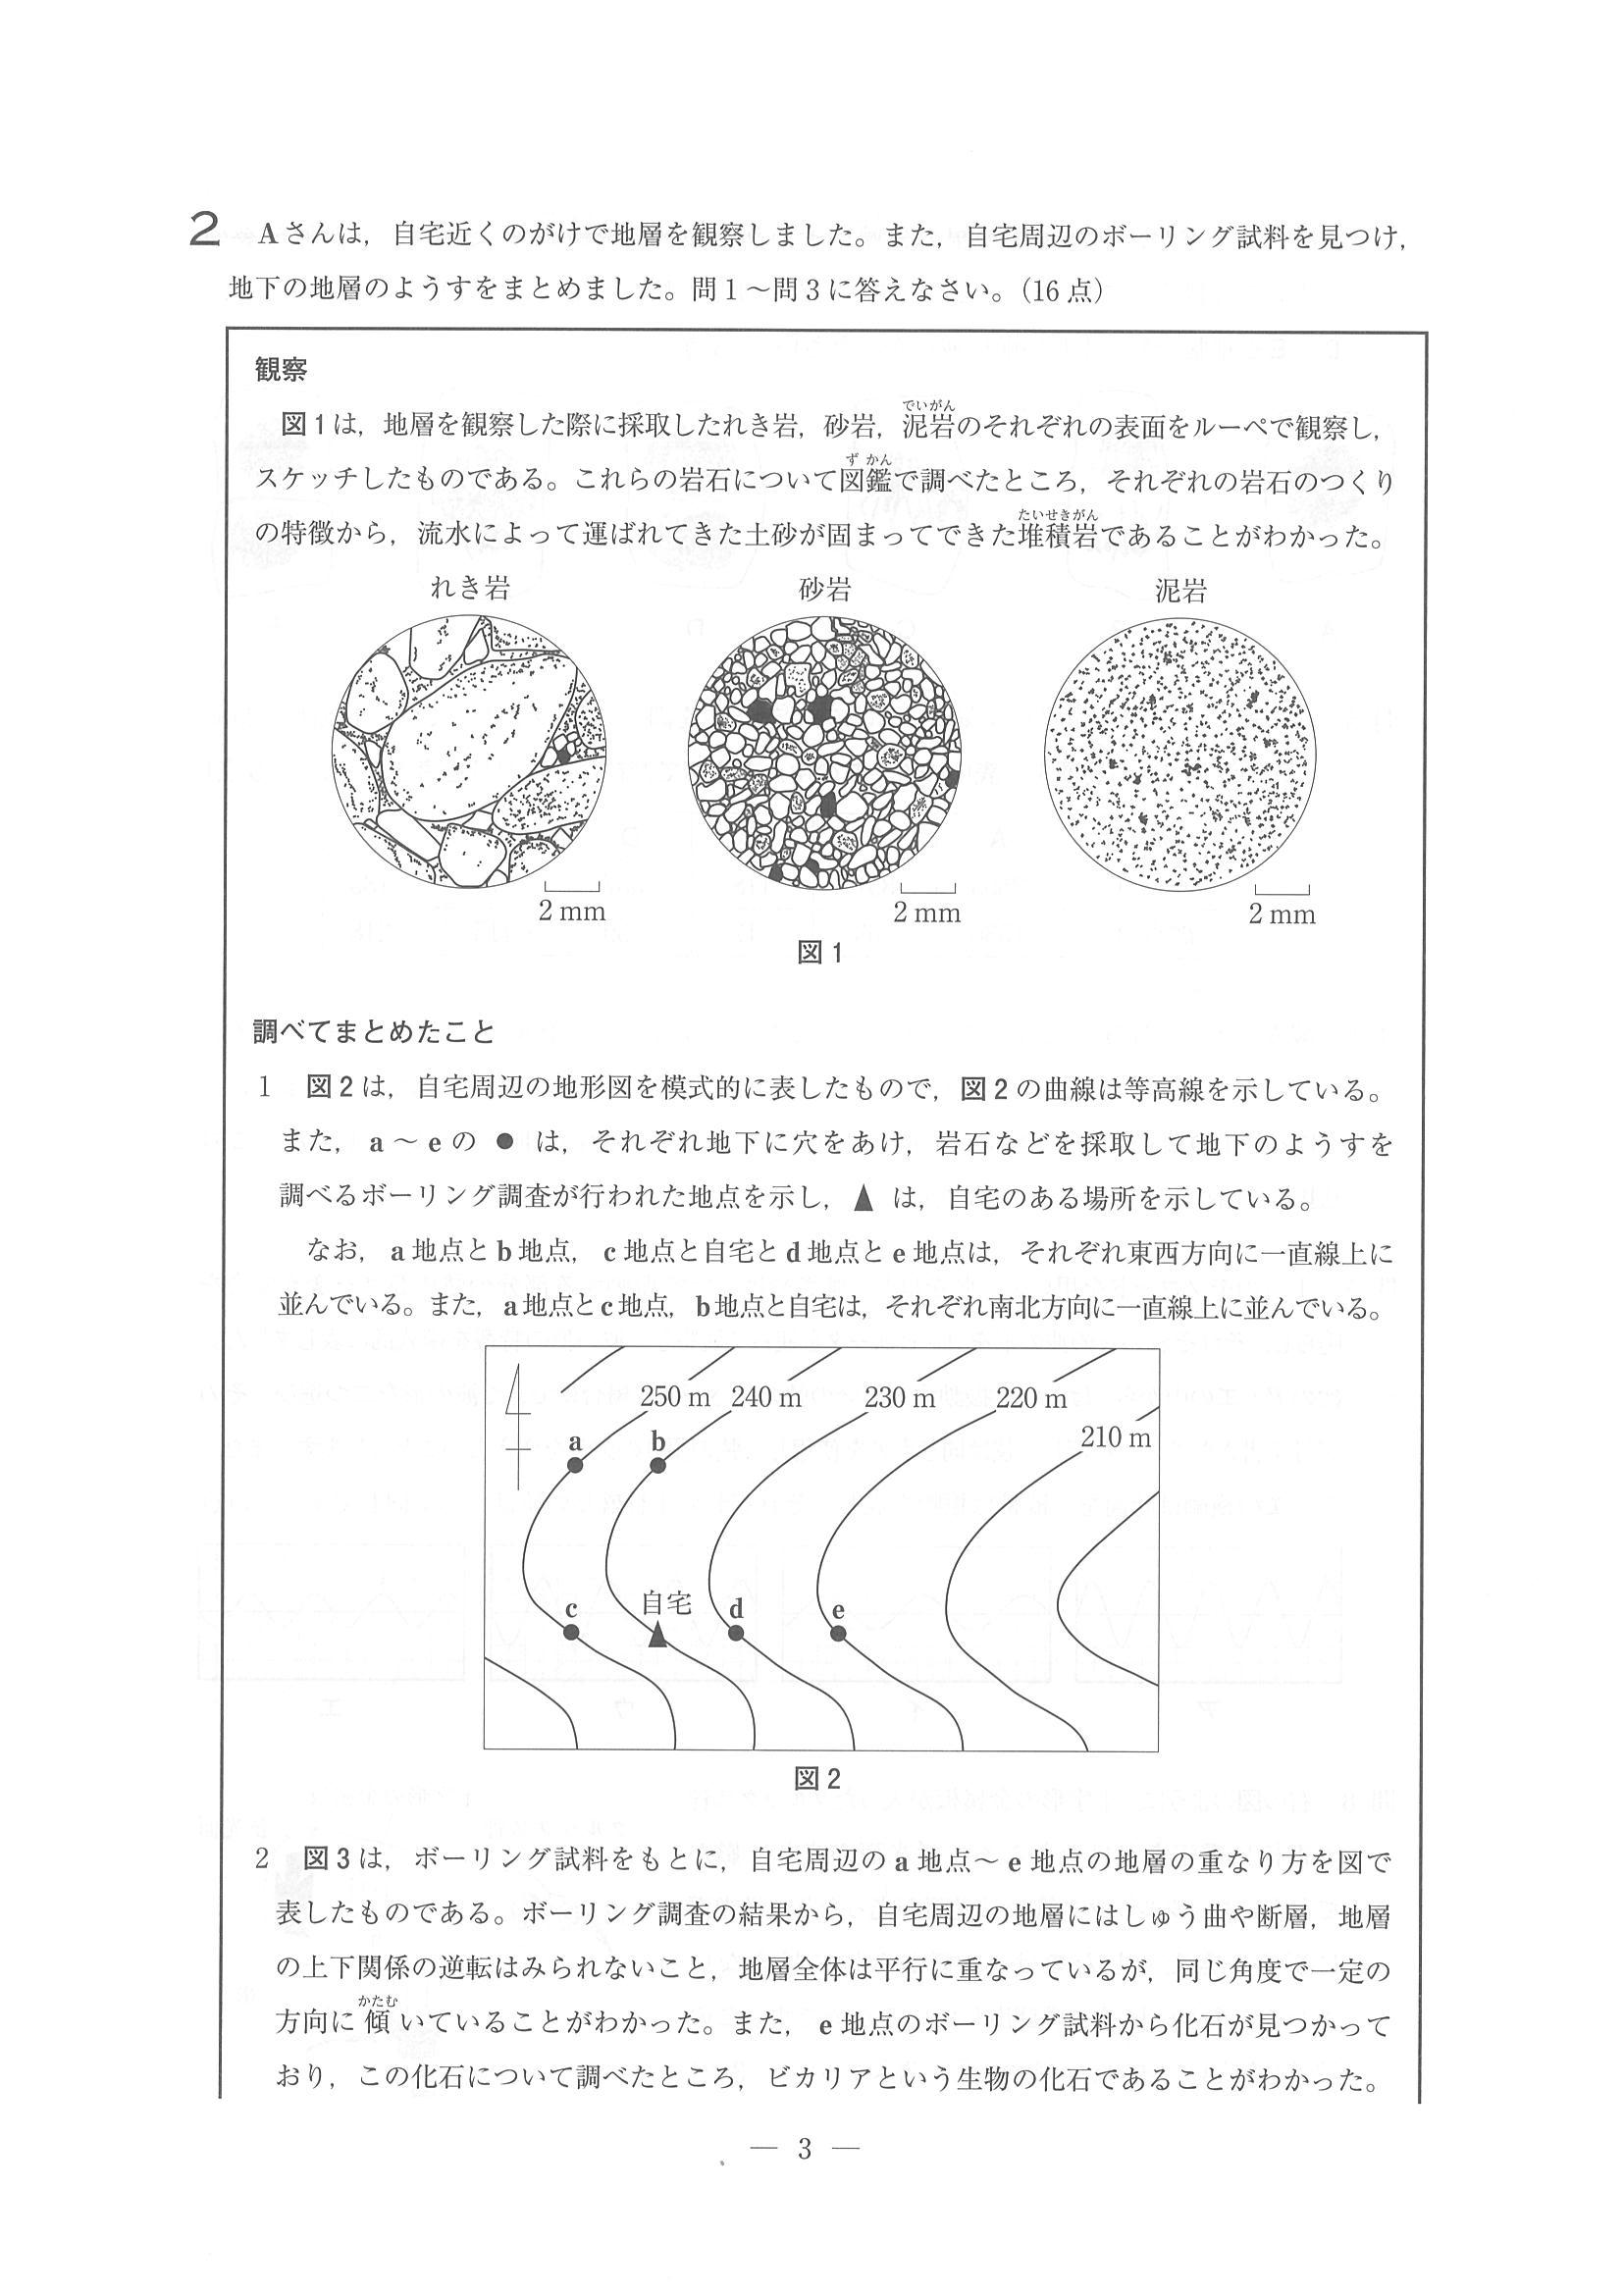 2 Aさんは，自宅近くのがけで地層を観察しました。また，自宅周辺のボーリング試料を見つけ，
地下の地層のようすをまとめました。問1～問3に答えなさい。（16点）
観察
図1は，地層を観察した際に採取したれき岩，砂岩，泥岩のそれぞれの表面をルーペで観察し，
でいがん
スケッチしたものである。これらの岩石について図鑑で調べたところ，それぞれの岩石のつくり
ずかん
の特徴から，流水によって運ばれてきた土砂が固まってできた堆積岩であることがわかった。
たいせきがん
れき岩 砂岩 泥岩
2 mm 2 mm 2 mm
図1
調べてまとめたこと
1 図2は，自宅周辺の地形図を模式的に表したもので，図2の曲線は等高線を示している。
また，a～eの ● は，それぞれ地下に穴をあけ，岩石などを採取して地下のようすを
調べるボーリング調査が行われた地点を示し，▲ は，自宅のある場所を示している。
なお，a地点とb地点，c地点と自宅とd地点とe地点は，それぞれ東西方向に一直線上に
並んでいる。また，a地点とc地点，b地点と自宅は，それぞれ南北方向に一直線上に並んでいる。
250 m 240 m 230 m 220 m
210 m
a b
自宅
c d e
図2
2 図3は，ボーリング試料をもとに，自宅周辺のa地点～e地点の地層の重なり方を図で
表したものである。ボーリング調査の結果から，自宅周辺の地層にはしゅう曲や断層，地層
の上下関係の逆転はみられないこと，地層全体は平行に重なっているが，同じ角度で一定の
方向に傾いていることがわかった。また，e地点のボーリング試料から化石が見つかって
かたむ
おり，この化石について調べたところ，ビカリアという生物の化石であることがわかった。
― 3 ―